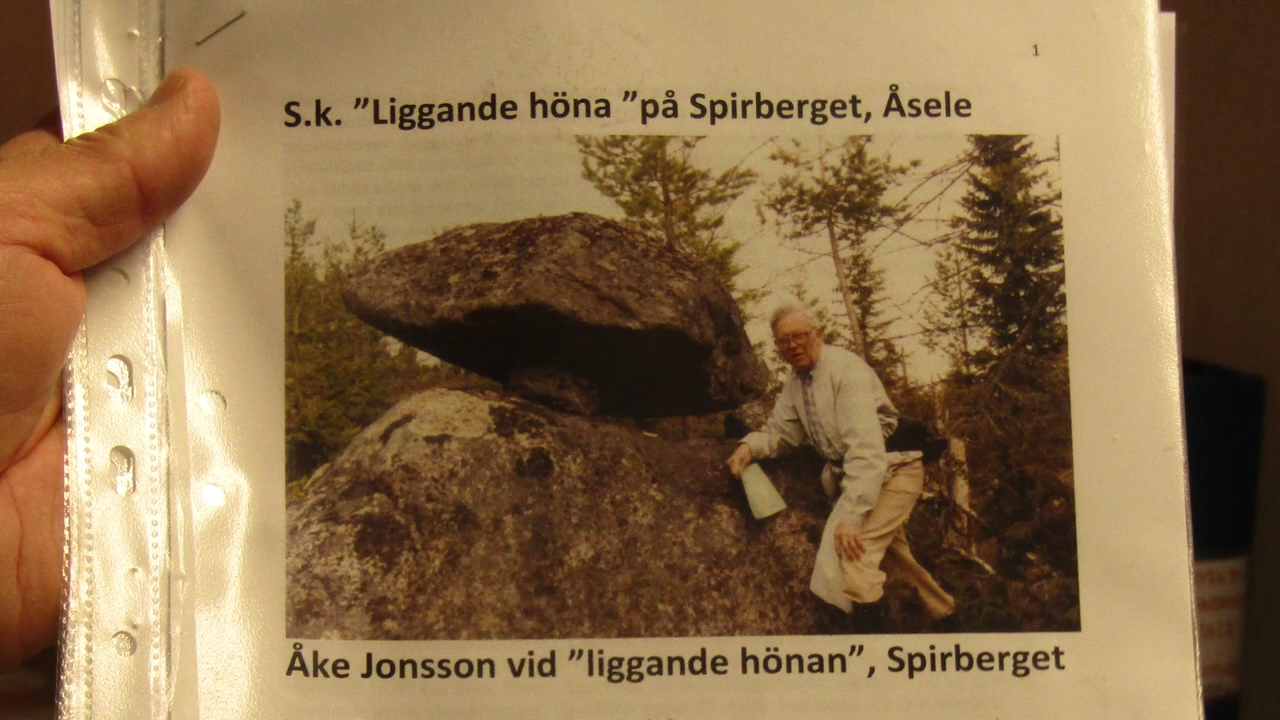 1
S.k. ”Liggande höna ”på Spirberget, Åsele
Åke Jonsson vid ”liggande hönan”, Spirberget